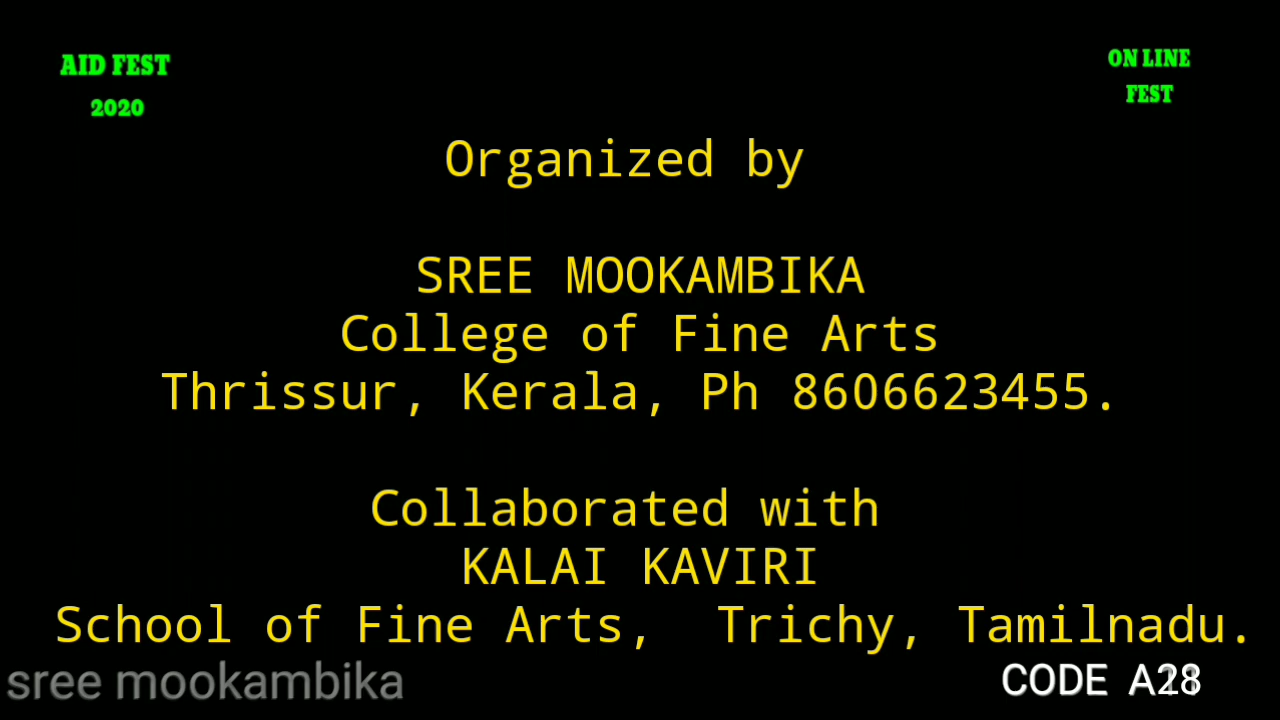 AID FEST
2020
ON LINE
FEST
Organized by
SREE MOOKAMBIKA
College of Fine Arts
Thrissur, Kerala, Ph 8606623455.
Collaborated with
KALAI KAVIRI
School of Fine Arts, Trichy, Tamilnadu.
sree mookambika
CODE